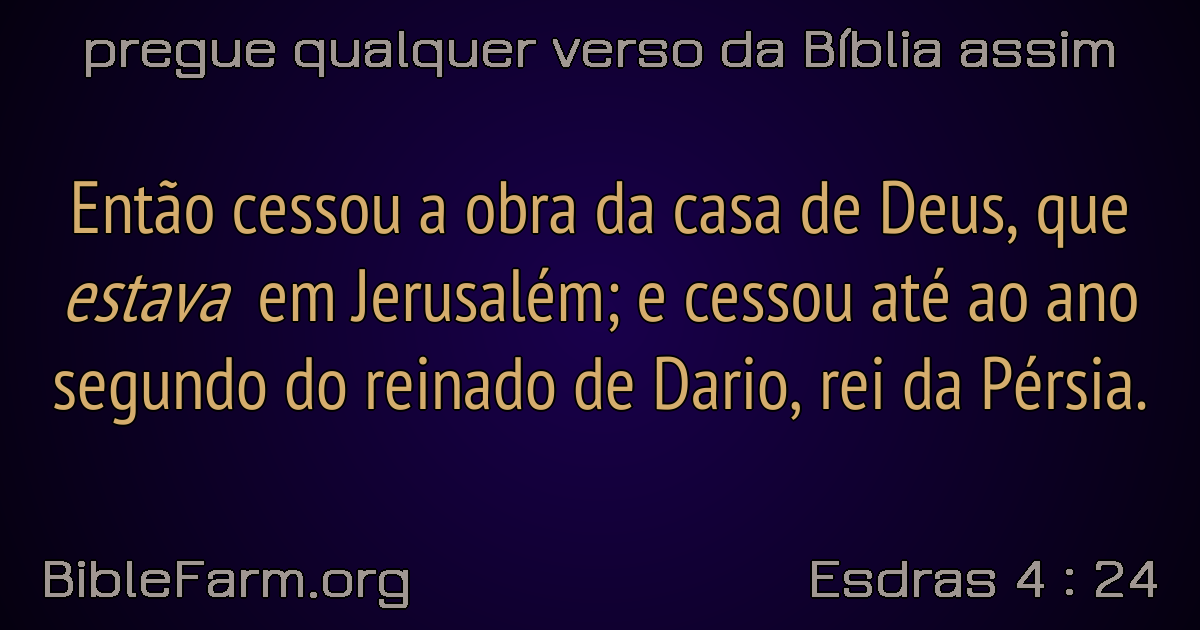 pregue qualquer verso da Bíblia assim
Então cessou a obra da casa de Deus, que
estava em Jerusalém; e cessou até ao ano
segundo do reinado de Dario, rei da Pérsia.
BibleFarm.org
Esdras 4 : 24